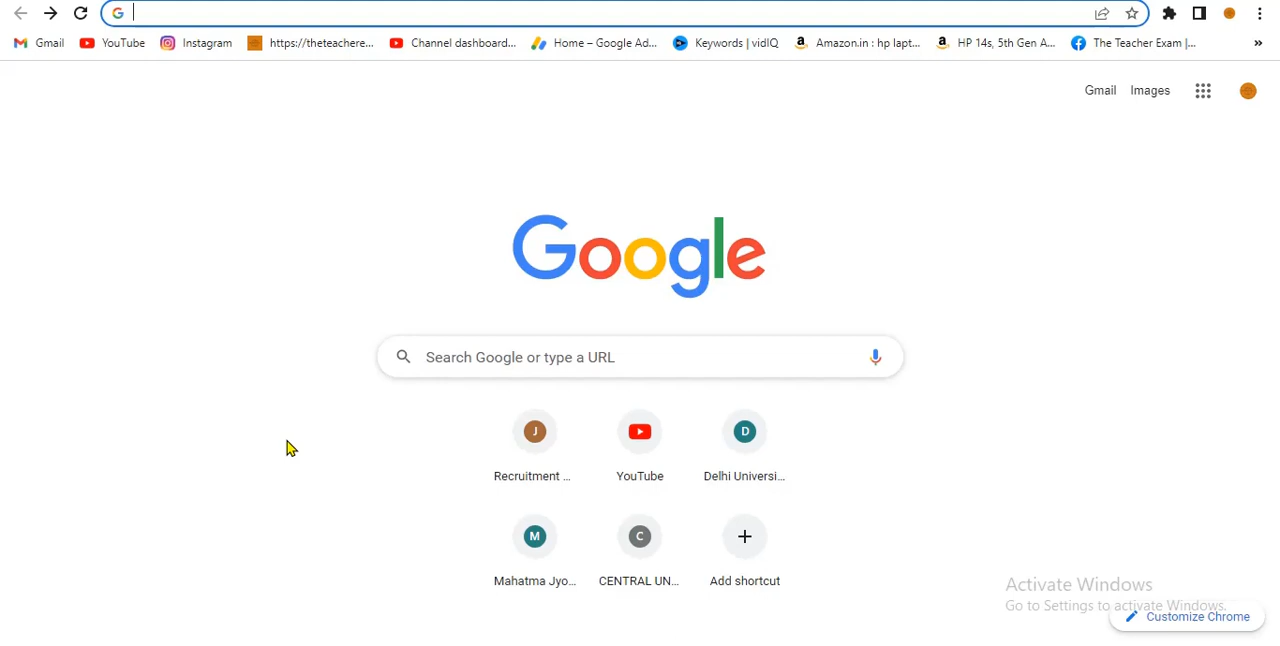 Gmail YouTube Instagram https://theteachere... Channel dashboard... Home – Google Ad... Keywords | vidIQ Amazon.in : hp lapt... HP 14s, 5th Gen A... The Teacher Exam |... »
Gmail Images
Google
Search Google or type a URL
J D
Recruitment ... YouTube Delhi Universi...
M C
Mahatma Jyo... CENTRAL UN... Add shortcut
Activate Windows
Go to Settings to activate Windows.
Customize Chrome